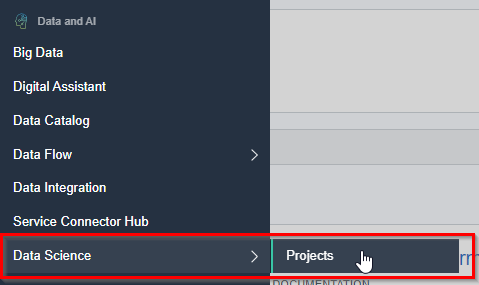 Data and AI
Big Data
Digital Assistant
Data Catalog
Data Flow
Data Integration
Service Connector Hub
Data Science
Projects
DOCUMENTATION